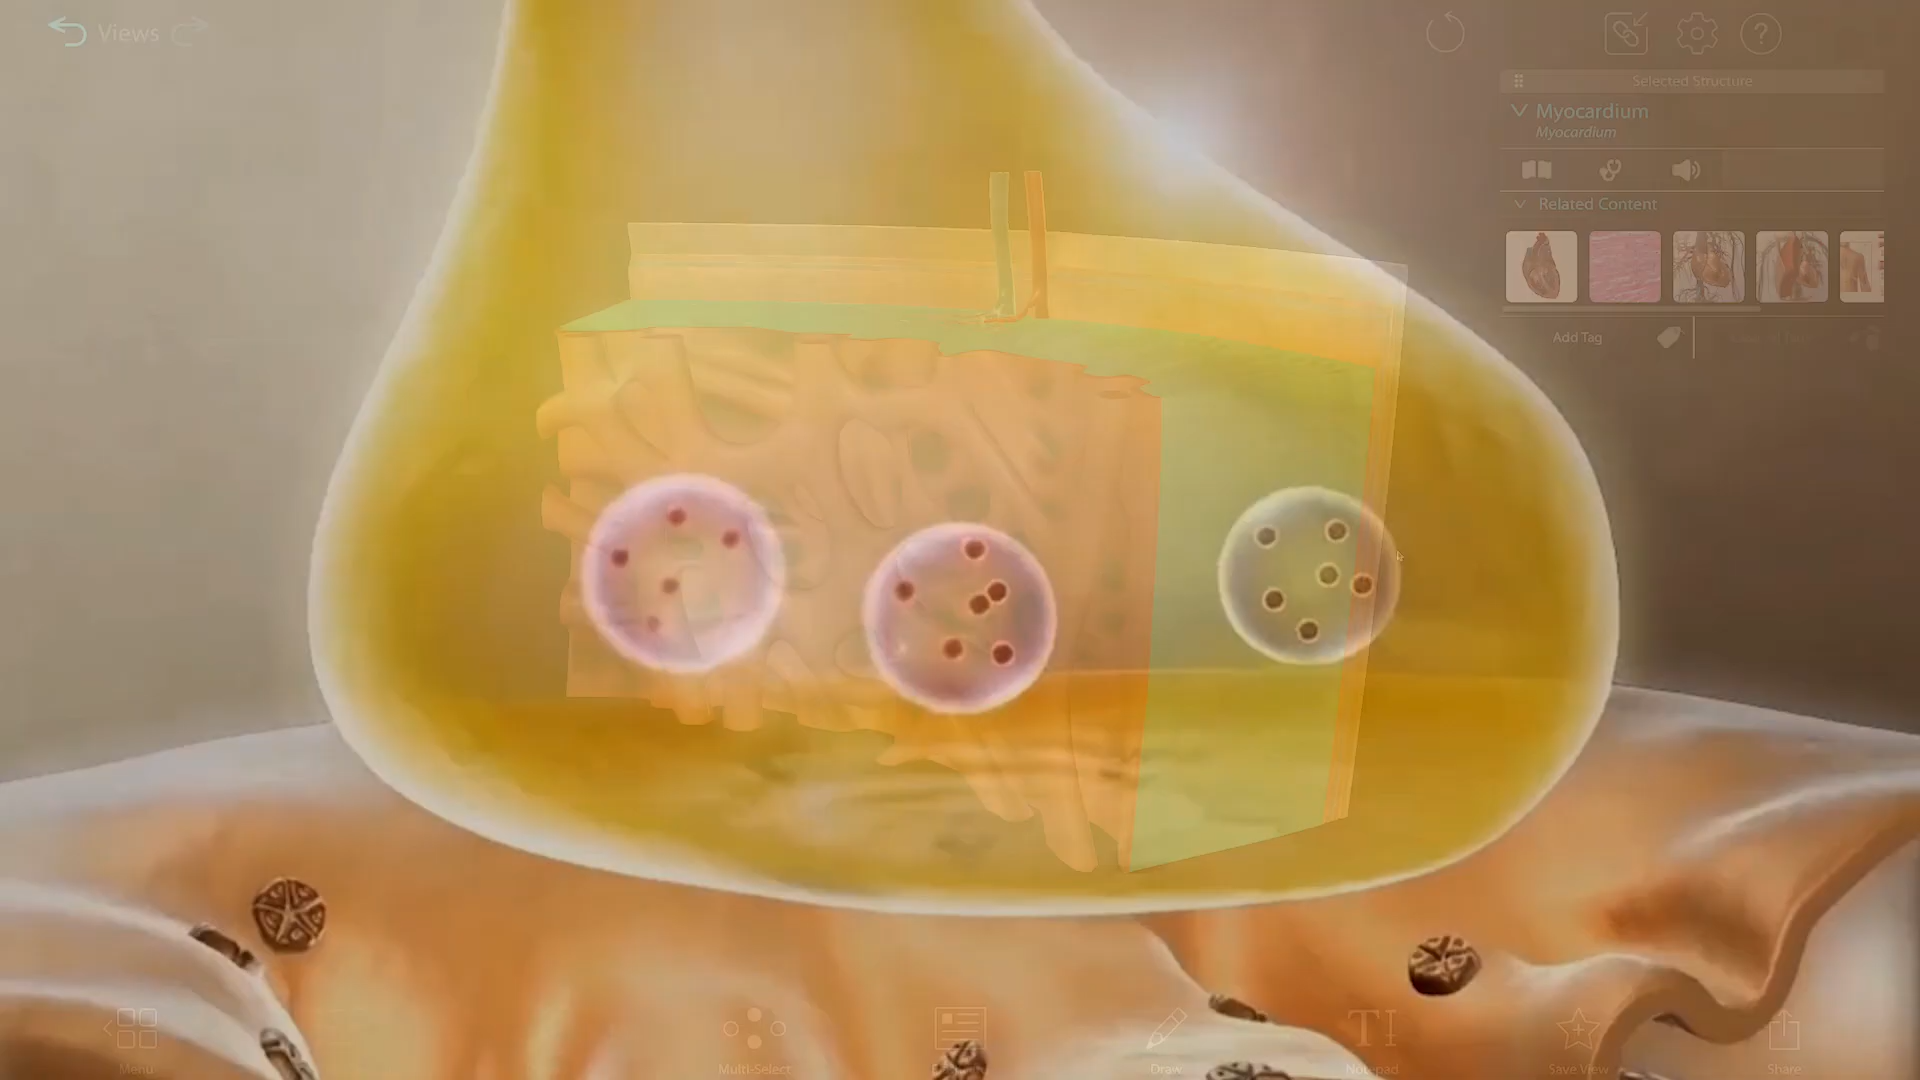 Views
Selected Structure
Myocardium
Myocardium
Related Content
Add Tag
Menu
Multi-Select
Draw
Notepad
Save View
Share